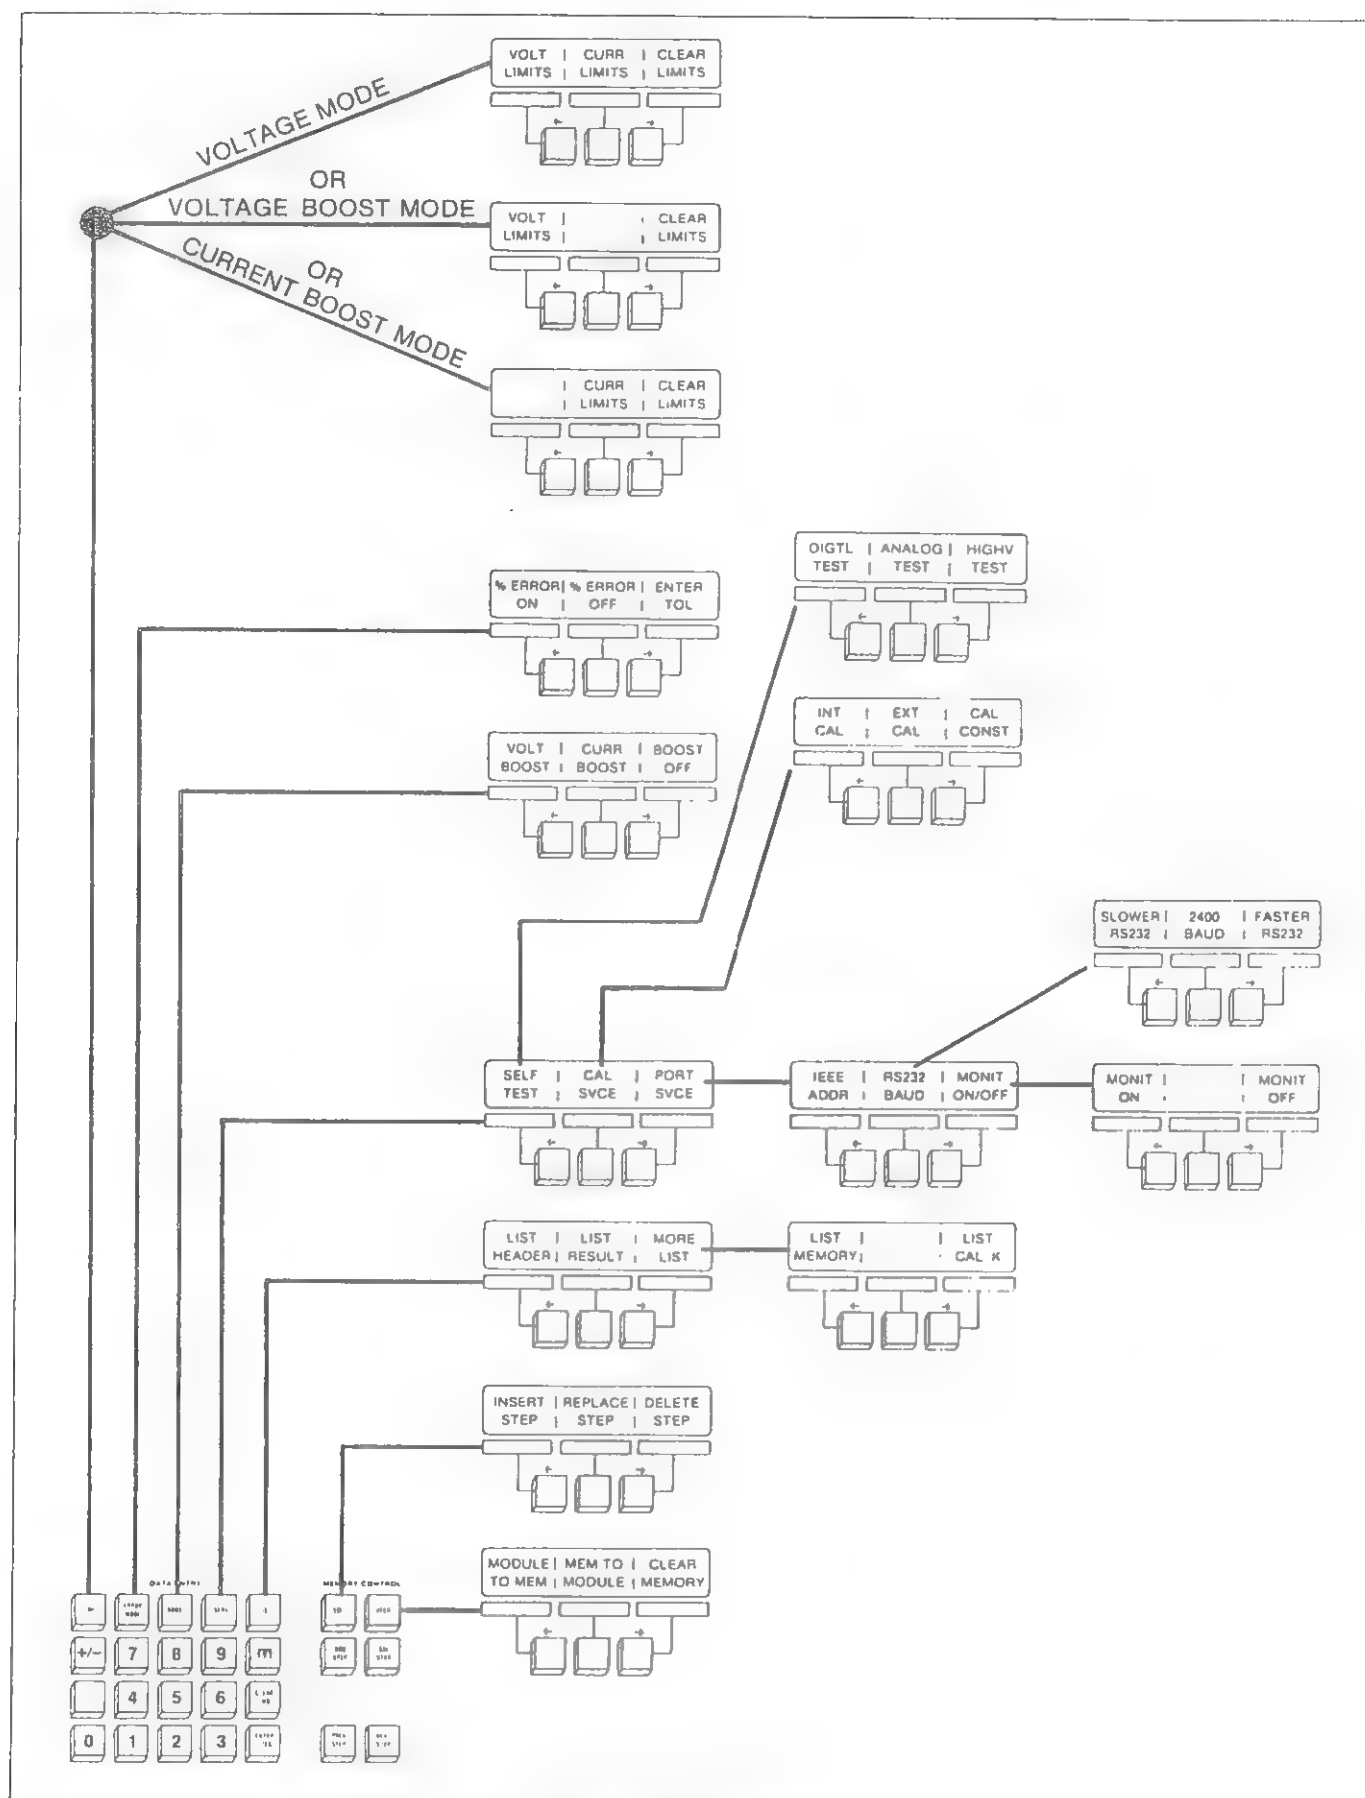 VOLT | CURR | CLEAR
LIMITS | LIMITS | LIMITS
VOLTAGE MODE
OR
VOLTAGE BOOST MODE
VOLT | | CLEAR
LIMITS | | LIMITS
OR
CURRENT BOOST MODE
| CURR | CLEAR
| LIMITS | LIMITS
DIGTL | ANALOG | HIGHV
TEST | TEST | TEST
% ERROR | % ERROR | ENTER
ON | OFF | TOL
INT | EXT | CAL
CAL | CAL | CONST
VOLT | CURR | BOOST
BOOST | BOOST | OFF
SLOWER | 2400 | FASTER
RS232 | BAUD | RS232
SELF | CAL | PORT
TEST | SVCE | SVCE
IEEE | RS232 | MONIT
ADDR | BAUD | ON/OFF
MONIT | | MONIT
ON | | OFF
LIST | LIST | MORE
HEADER | RESULT | LIST
LIST | | LIST
MEMORY | | CAL K
INSERT | REPLACE | DELETE
STEP | STEP | STEP
MODULE | MEM TO | CLEAR
TO MEM | MODULE | MEMORY
DATA ENTRY
MEMORY CONTROL
+/− 7 8 9 m
4 5 6
0 1 2 3